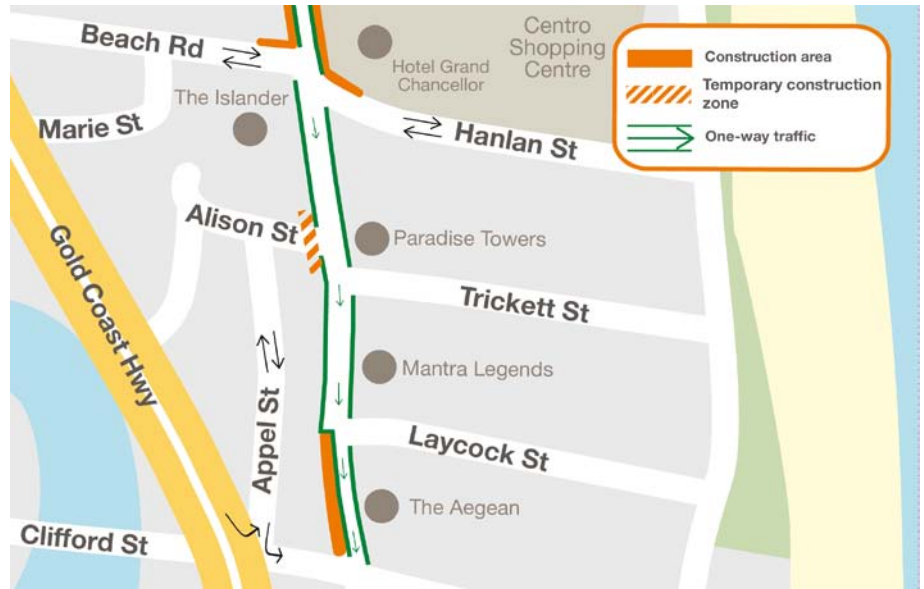 Beach Rd
Centro
Shopping
Centre
Hotel Grand
Chancellor
The Islander
Marie St
Hanlan St
Construction area
Temporary construction
zone
One-way traffic
Alison St
Paradise Towers
Gold Coast Hwy
Trickett St
Mantra Legends
Appel St
Laycock St
The Aegean
Clifford St